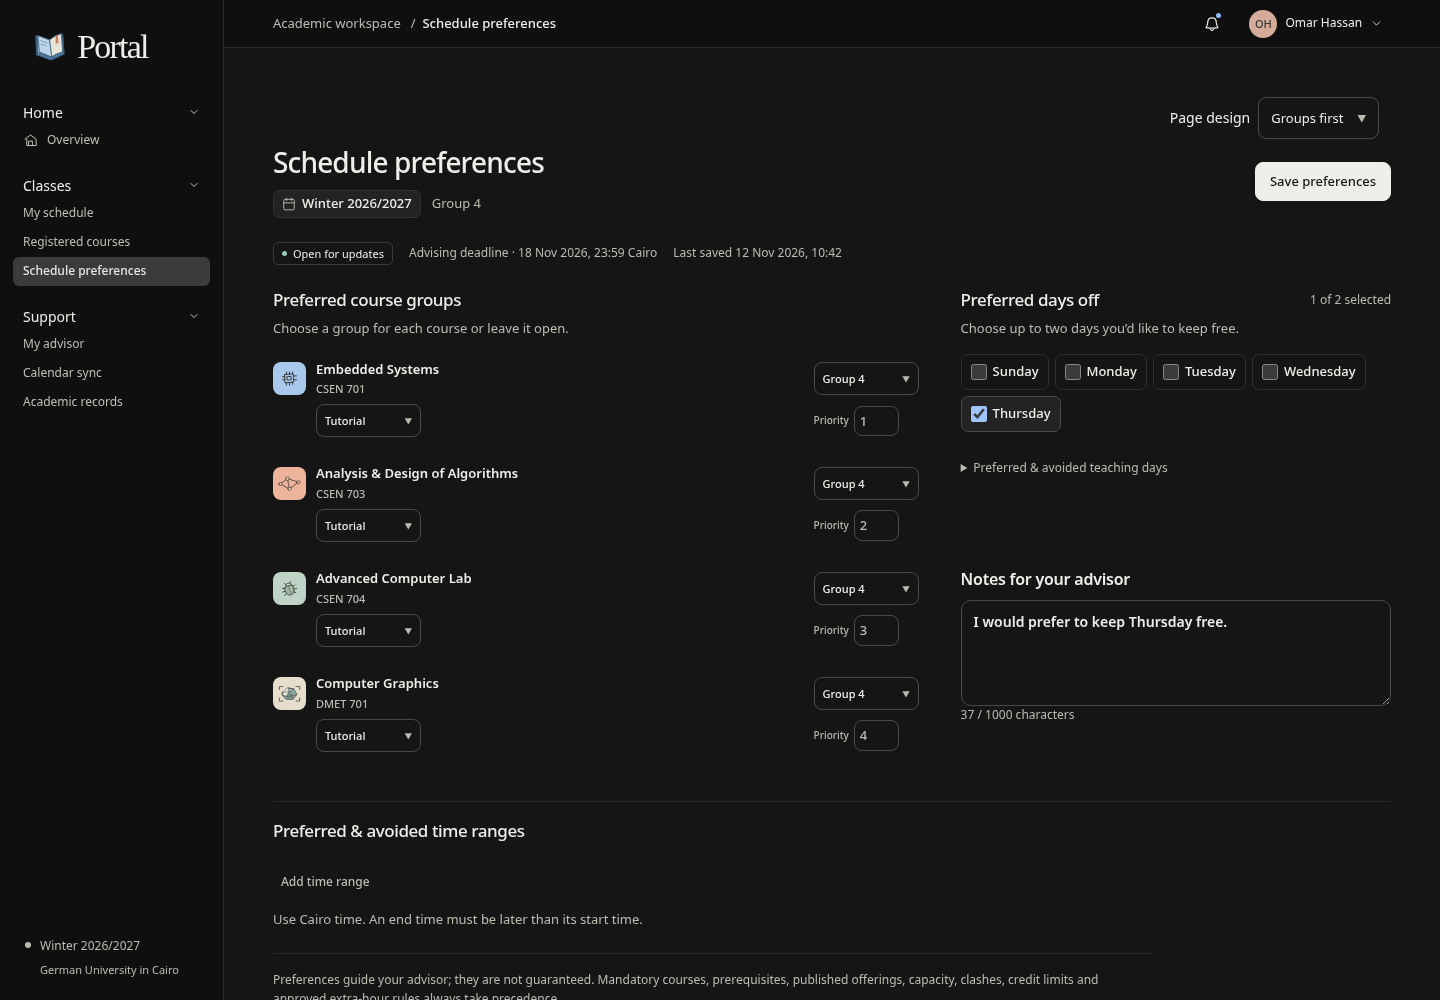 Portal
Home
Overview
Classes
My schedule
Registered courses
Schedule preferences
Support
My advisor
Calendar sync
Academic records
Winter 2026/2027
German University in Cairo
Academic workspace / Schedule preferences
OH Omar Hassan
Page design Groups first
Schedule preferences
Save preferences
Winter 2026/2027 Group 4
Open for updates Advising deadline · 18 Nov 2026, 23:59 Cairo Last saved 12 Nov 2026, 10:42
Preferred course groups
Choose a group for each course or leave it open.
Embedded Systems
CSEN 701
Group 4
Tutorial
Priority 1
Analysis & Design of Algorithms
CSEN 703
Group 4
Tutorial
Priority 2
Advanced Computer Lab
CSEN 704
Group 4
Tutorial
Priority 3
Computer Graphics
DMET 701
Group 4
Tutorial
Priority 4
Preferred days off 1 of 2 selected
Choose up to two days you’d like to keep free.
Sunday Monday Tuesday Wednesday
Thursday
Preferred & avoided teaching days
Notes for your advisor
I would prefer to keep Thursday free.
37 / 1000 characters
Preferred & avoided time ranges
Add time range
Use Cairo time. An end time must be later than its start time.
Preferences guide your advisor; they are not guaranteed. Mandatory courses, prerequisites, published offerings, capacity, clashes, credit limits and
approved extra-hour rules always take precedence.